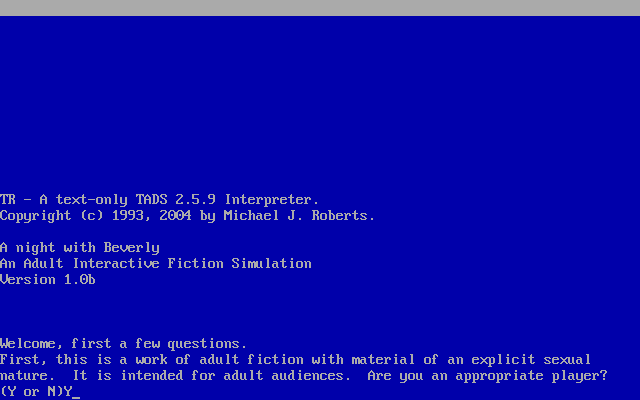 TR - A text-only TADS 2.5.9 Interpreter.
Copyright (c) 1993, 2004 by Michael J. Roberts.
A night with Beverly
An Adult Interactive Fiction Simulation
Version 1.0b
Welcome, first a few questions.
First, this is a work of adult fiction with material of an explicit sexual
nature.  It is intended for adult audiences.  Are you an appropriate player?
(Y or N)Y_